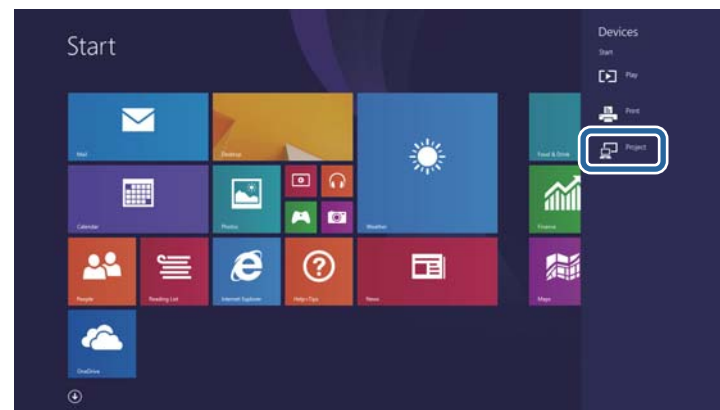 Start
Mail
Desktop
Calendar
Photos
Weather
Food & Drink
Finance
People
Reading List
Internet Explorer
Help+Tips
News
Maps
OneDrive
Devices
Start
Play
Print
Project